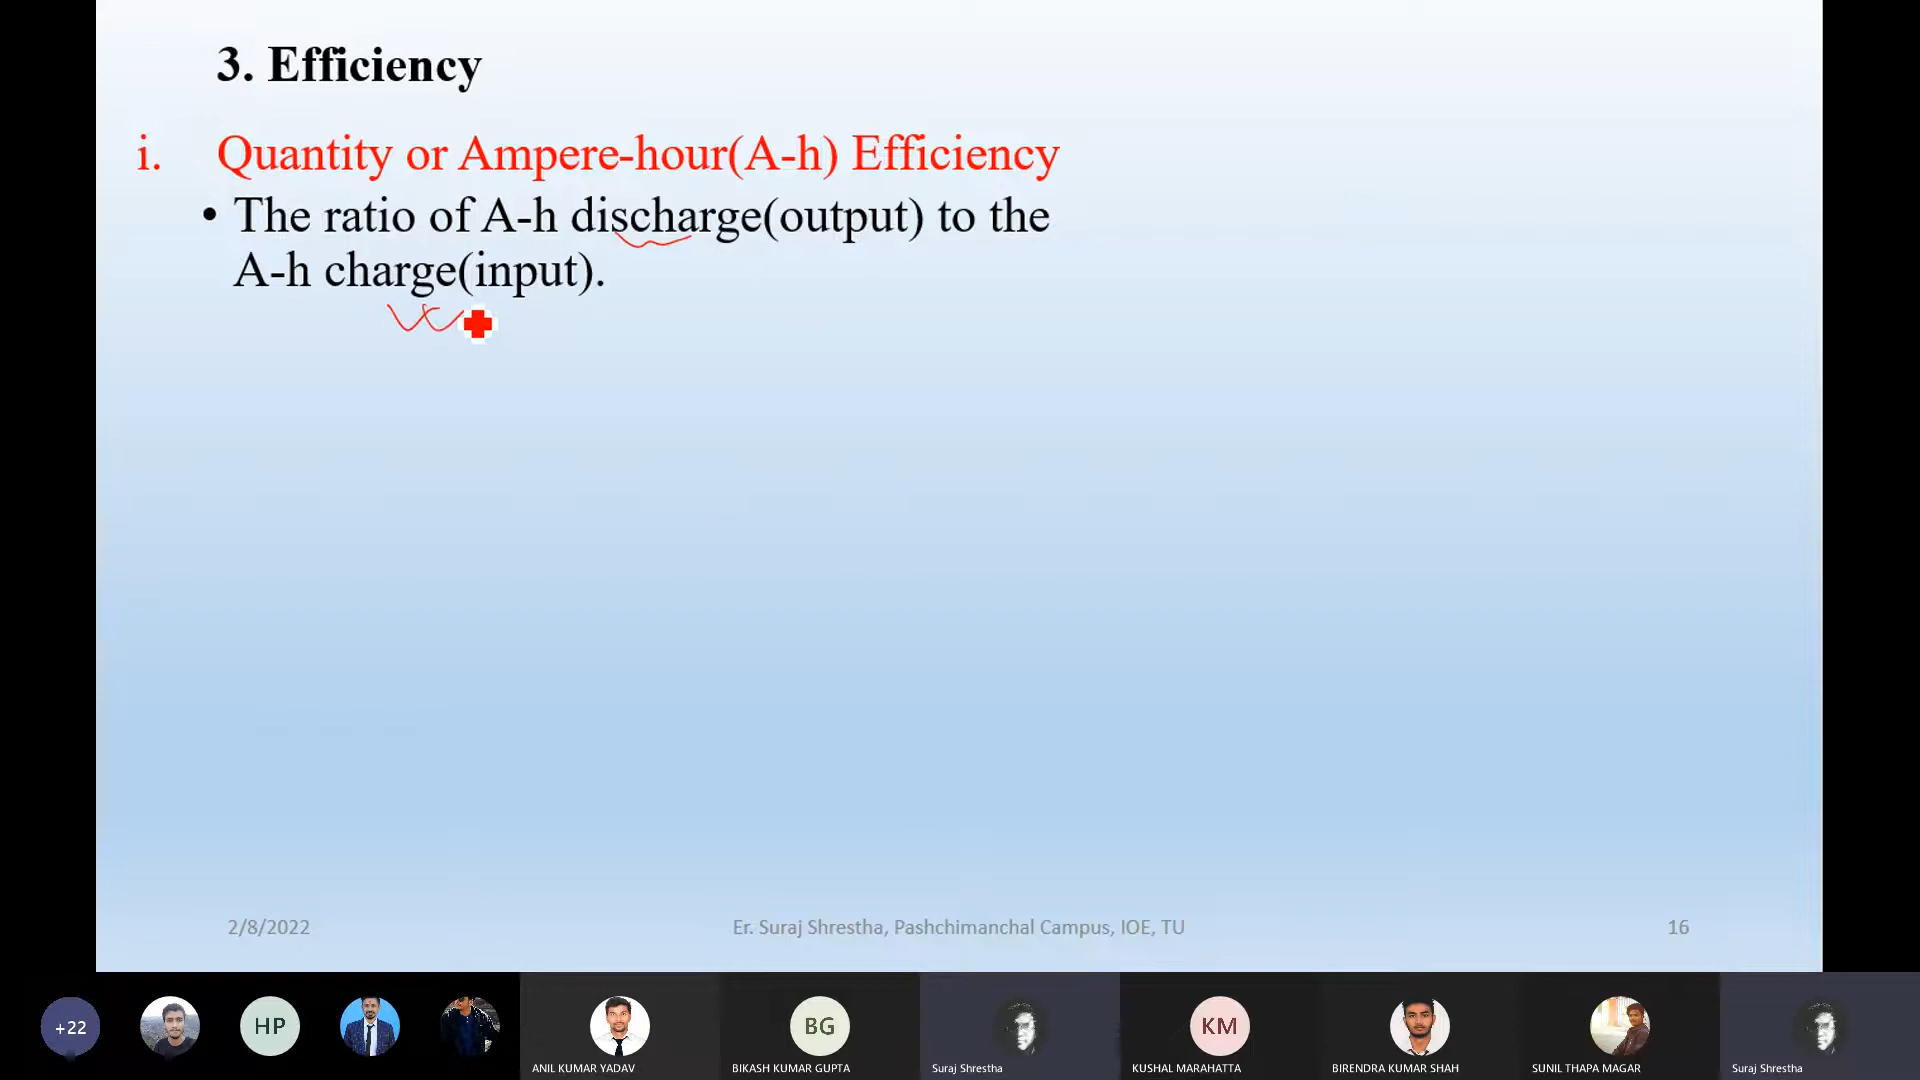 3. Efficiency
i. Quantity or Ampere-hour(A-h) Efficiency
• The ratio of A-h discharge(output) to the
A-h charge(input).
2/8/2022 Er. Suraj Shrestha, Pashchimanchal Campus, IOE, TU 16
+22 HP BG KM
ANIL KUMAR YADAV BIKASH KUMAR GUPTA Suraj Shrestha KUSHAL MARAHATTA BIRENDRA KUMAR SHAH SUNIL THAPA MAGAR Suraj Shrestha